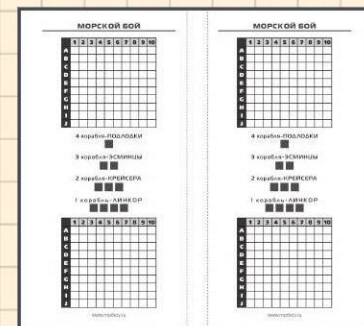 МОРСКОЙ БОЙ
1 2 3 4 5 6 7 8 9 10
A
B
C
D
E
F
G
H
I
J
4 корабля-ПОДЛОДКИ
3 корабля-ЭСМИНЦЫ
2 корабля-КРЕЙСЕРА
1 корабль-ЛИНКОР
1 2 3 4 5 6 7 8 9 10
A
B
C
D
E
F
G
H
I
J
МОРСКОЙ БОЙ
1 2 3 4 5 6 7 8 9 10
A
B
C
D
E
F
G
H
I
J
4 корабля-ПОДЛОДКИ
3 корабля-ЭСМИНЦЫ
2 корабля-КРЕЙСЕРА
1 корабль-ЛИНКОР
1 2 3 4 5 6 7 8 9 10
A
B
C
D
E
F
G
H
I
J